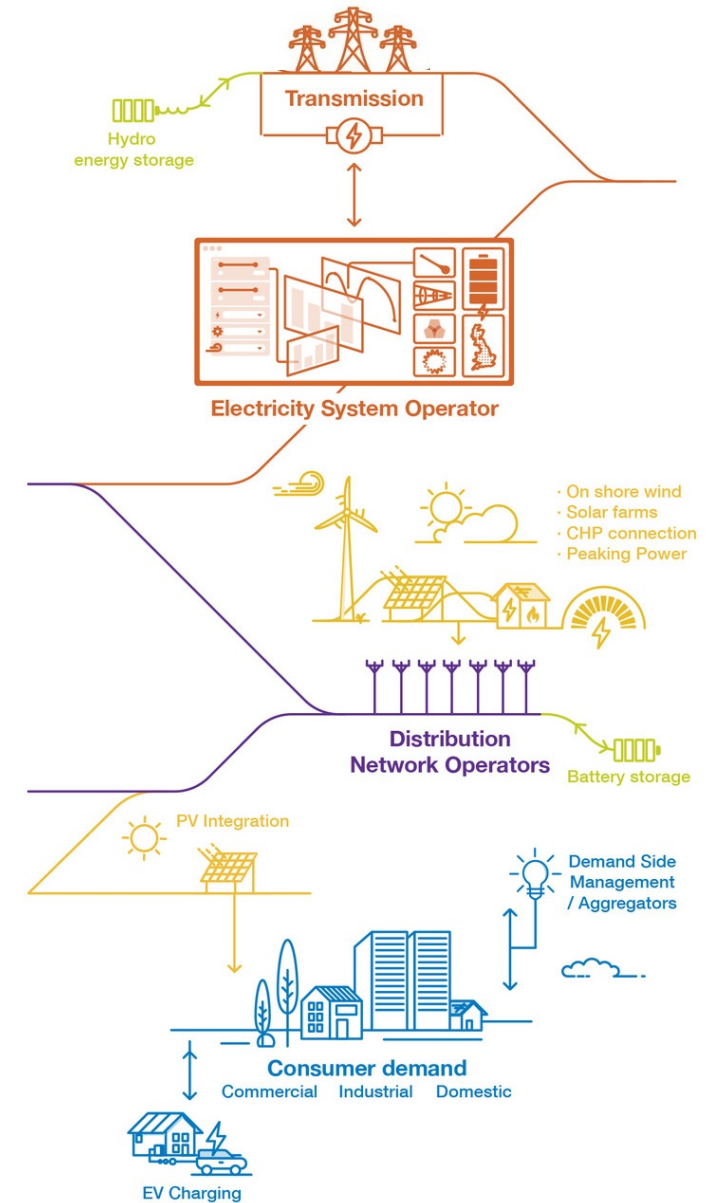 Transmission
Hydro
energy storage
Electricity System Operator
· On shore wind
· Solar farms
· CHP connection
· Peaking Power
Distribution
Network Operators
Battery storage
PV Integration
Demand Side
Management
/ Aggregators
Consumer demand
Commercial Industrial Domestic
EV Charging